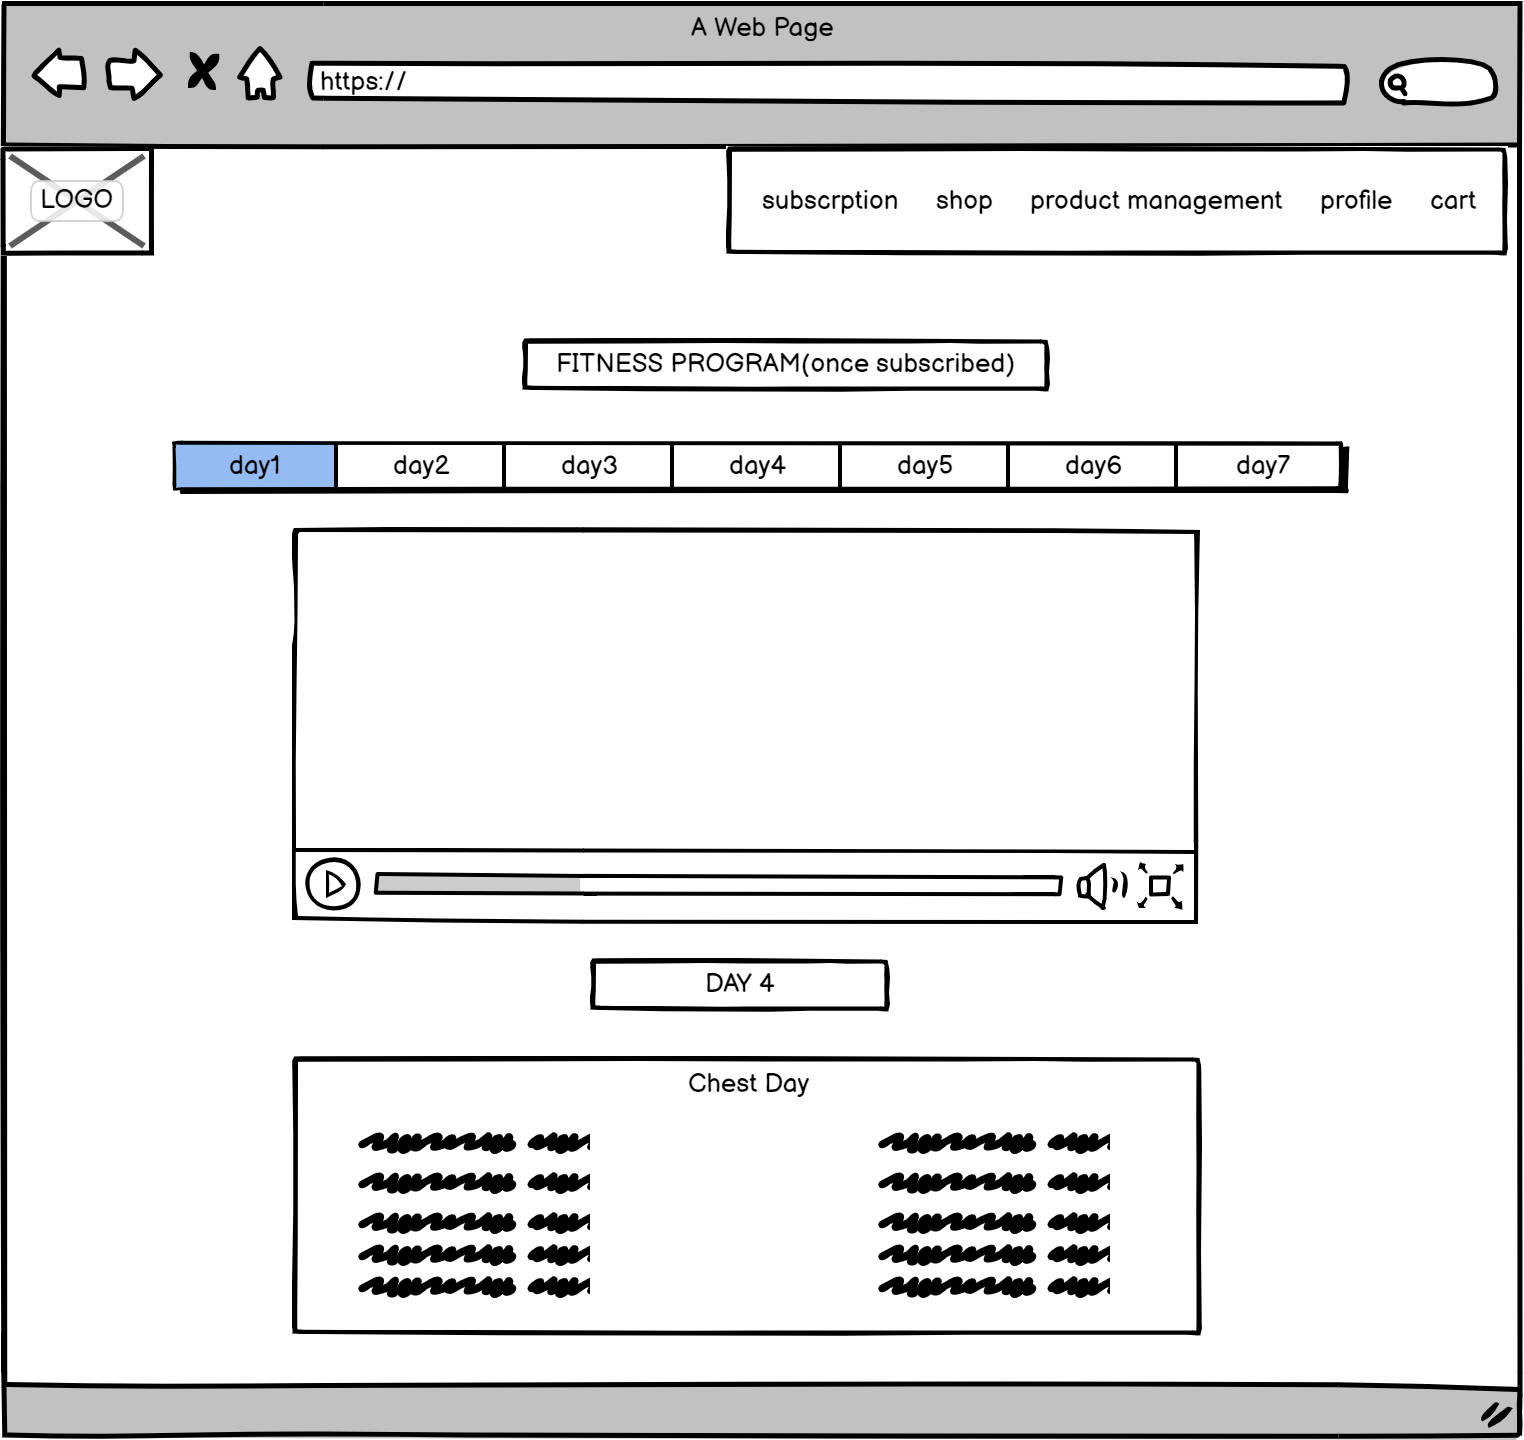 A Web Page
https://
LOGO
subscrption shop product management profile cart
FITNESS PROGRAM(once subscribed)
day1 day2 day3 day4 day5 day6 day7
DAY 4
Chest Day